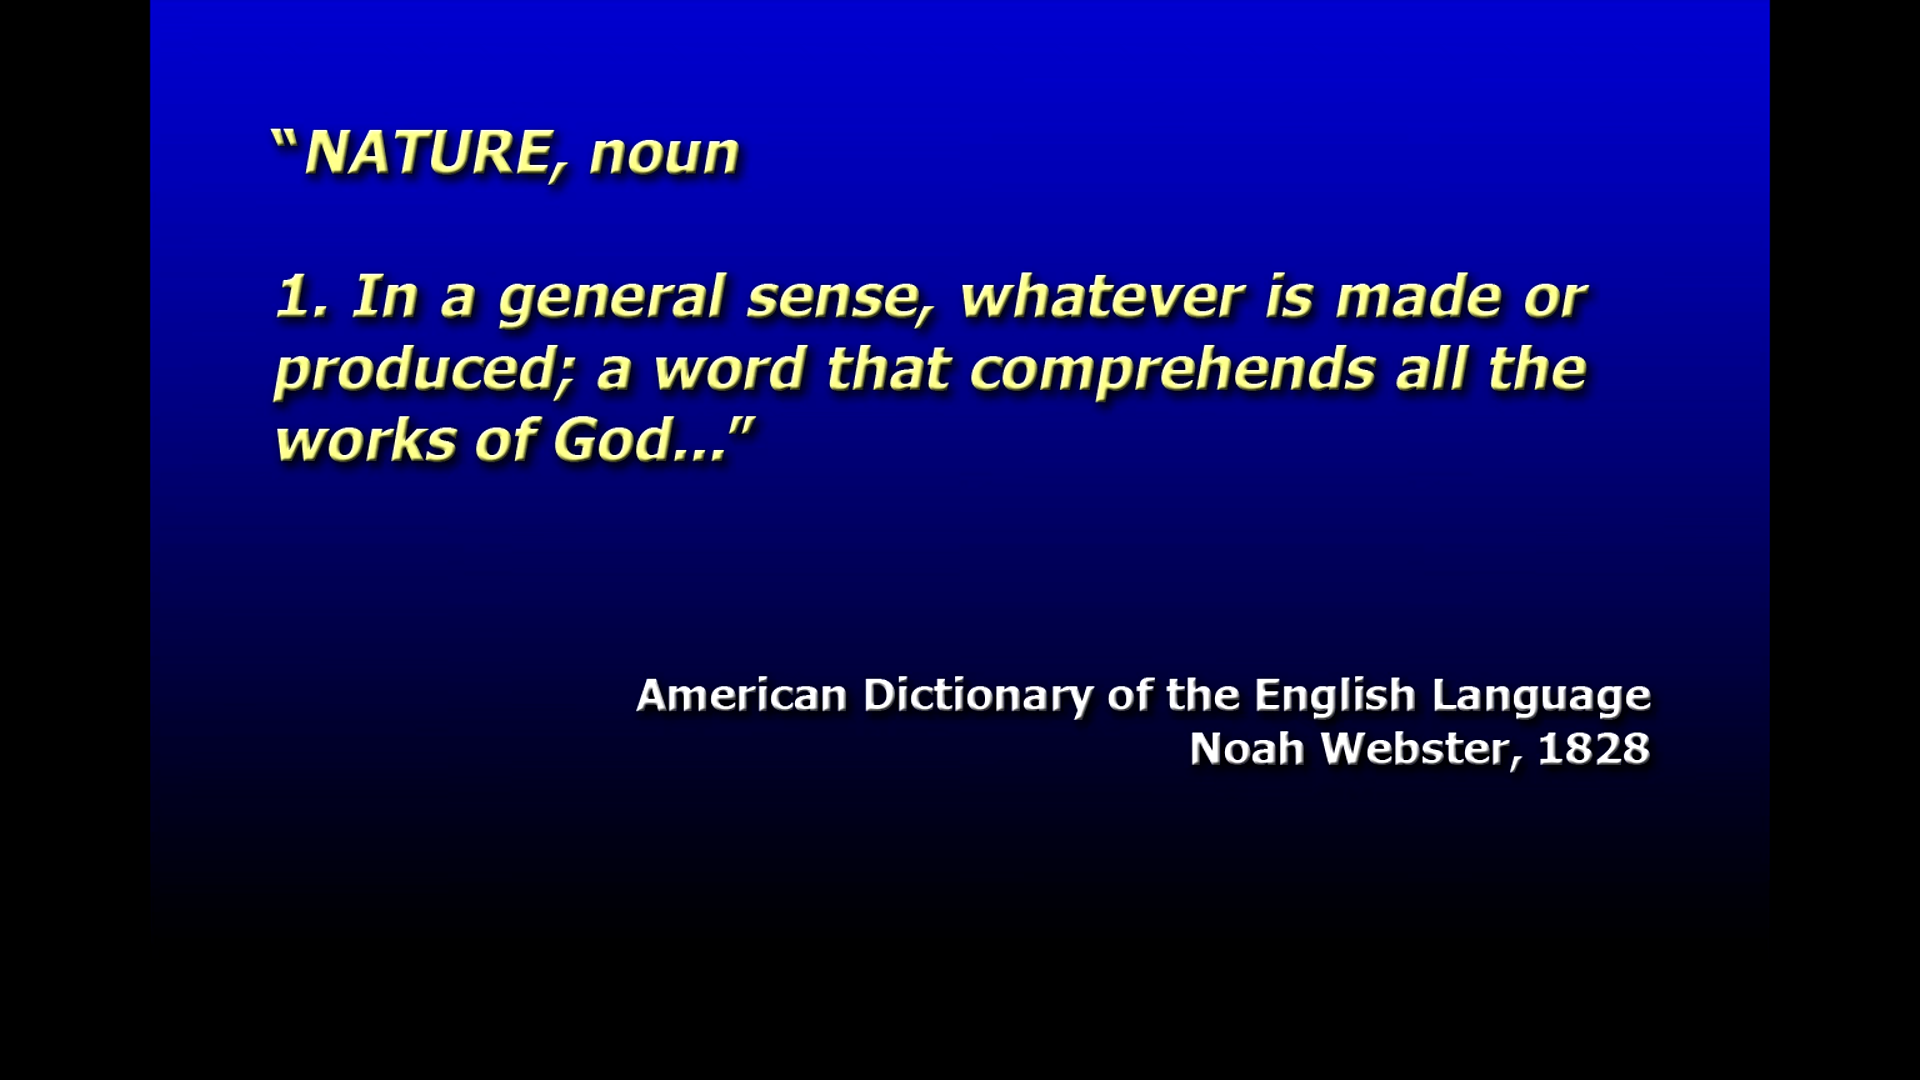 “NATURE, noun
1. In a general sense, whatever is made or
produced; a word that comprehends all the
works of God…”
American Dictionary of the English Language
Noah Webster, 1828